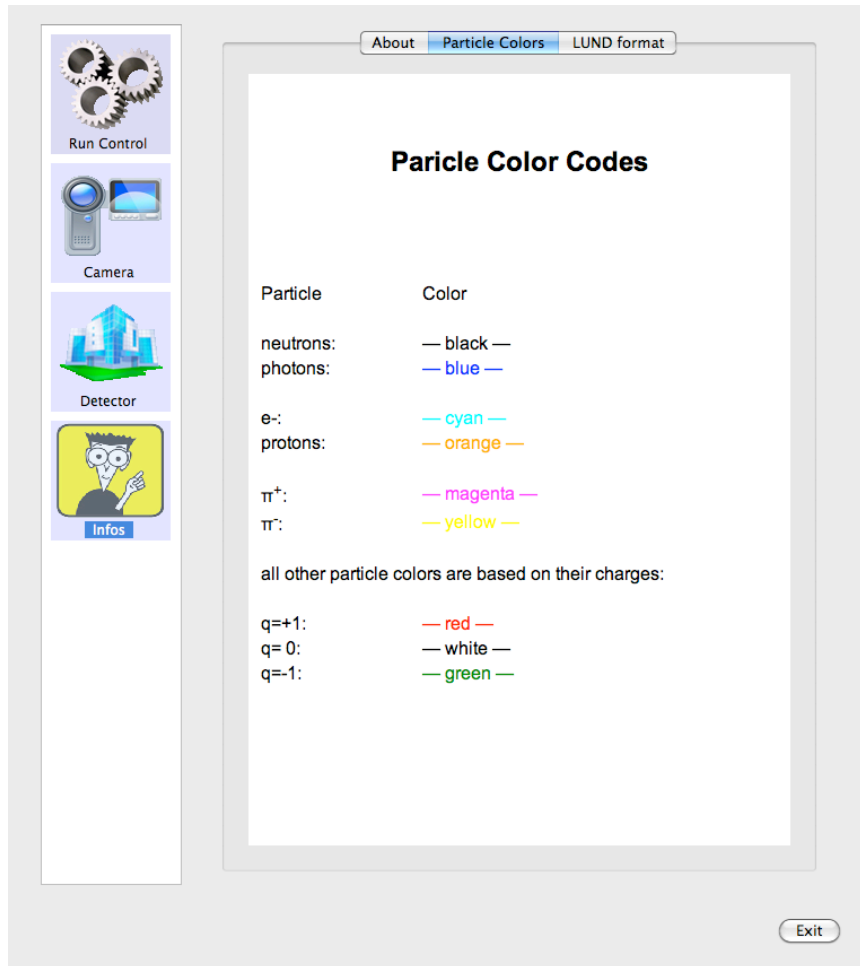 About Particle Colors LUND format
Run Control
Camera
Detector
Infos
Paricle Color Codes
Particle Color
neutrons: — black —
photons: — blue —
e-: — cyan —
protons: — orange —
π⁺: — magenta —
π⁻: — yellow —
all other particle colors are based on their charges:
q=+1: — red —
q= 0: — white —
q=-1: — green —
Exit